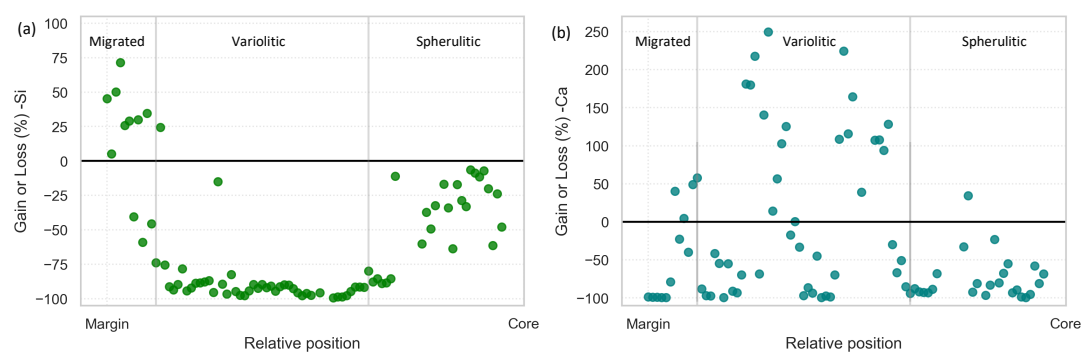 (a)
Gain or Loss (%) -Si
100
75
50
25
0
−25
−50
−75
−100
Migrated
Variolitic
Spherulitic
Margin
Core
Relative position
(b)
Gain or Loss (%) -Ca
250
200
150
100
50
0
−50
−100
Migrated
Variolitic
Spherulitic
Margin
Core
Relative position